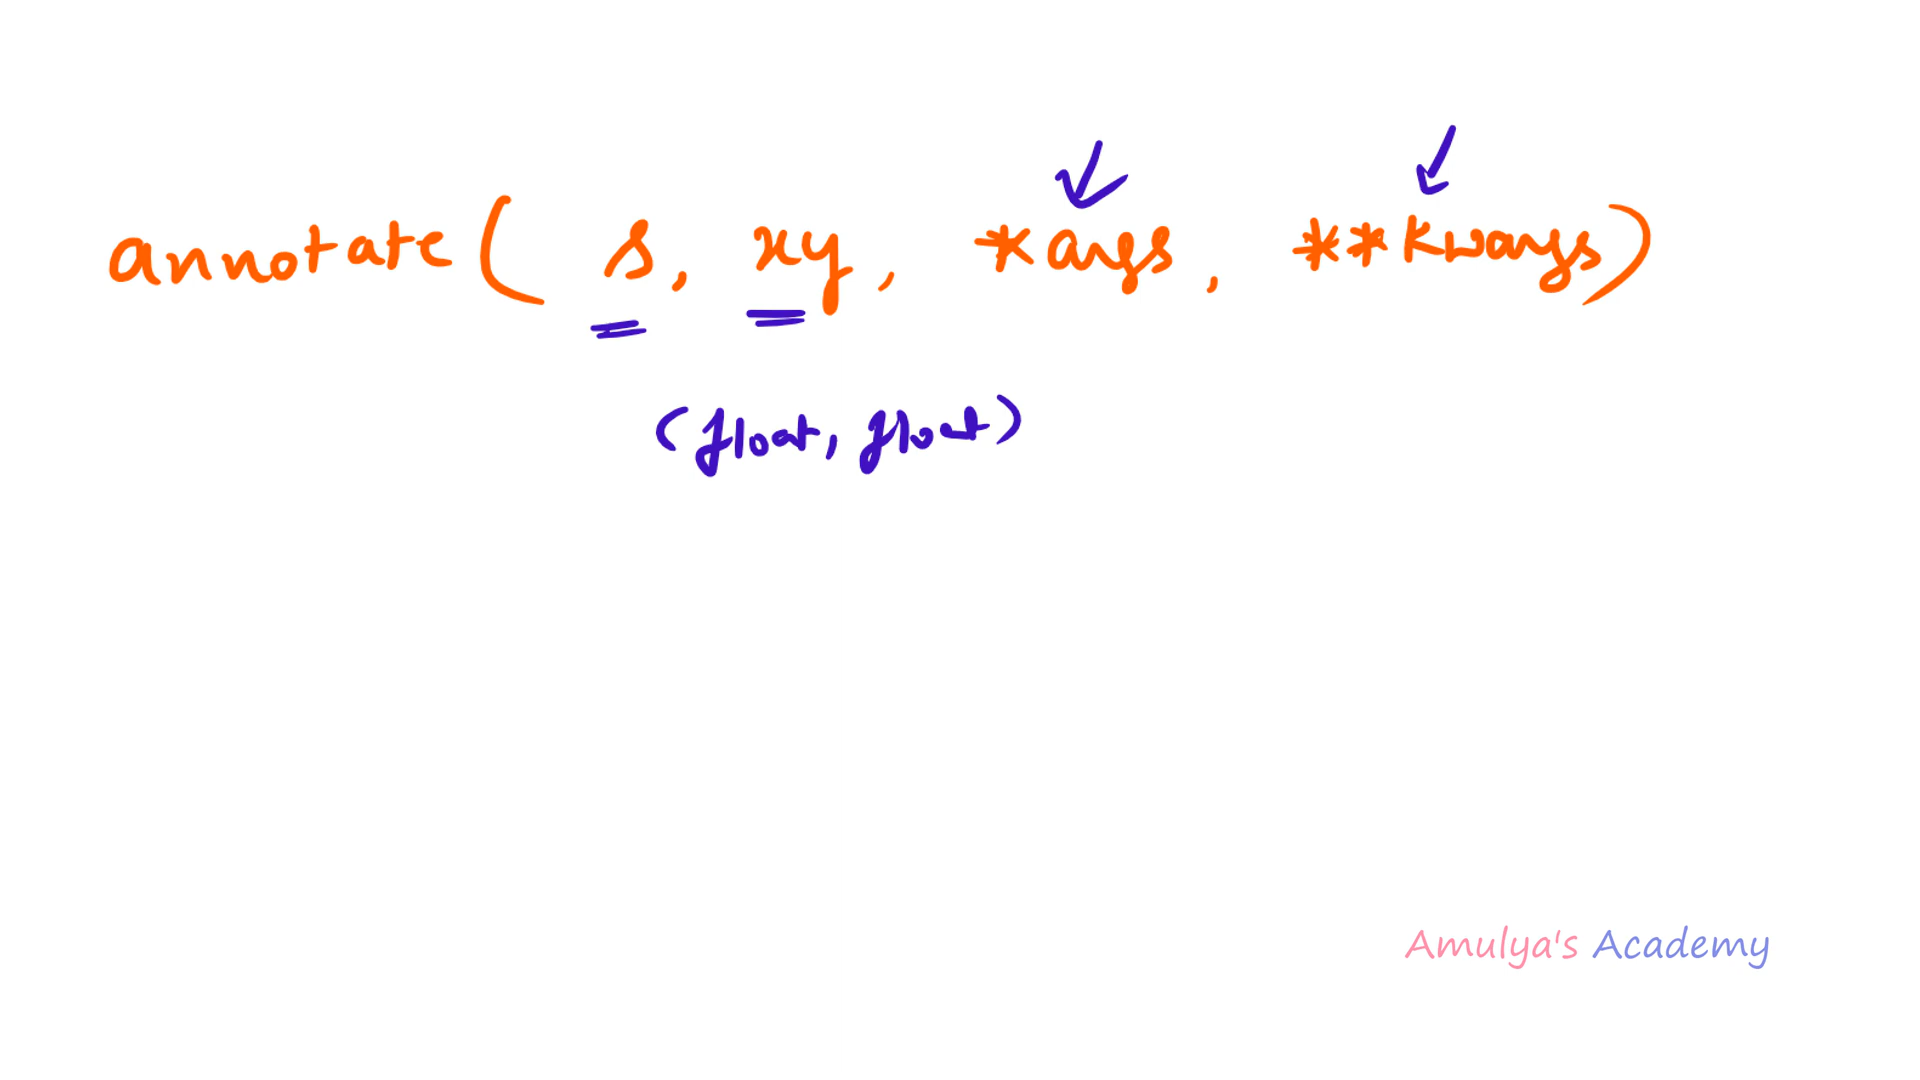 annotate( s, xy, *args, **kwargs)
(float, float)
Amulya's Academy